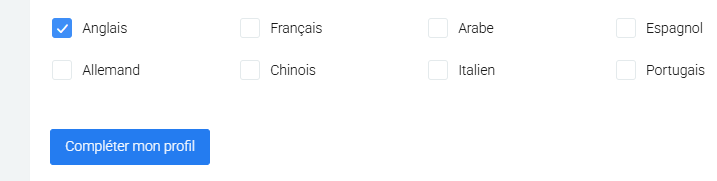 Anglais Français Arabe Espagnol
Allemand Chinois Italien Portugais
Compléter mon profil